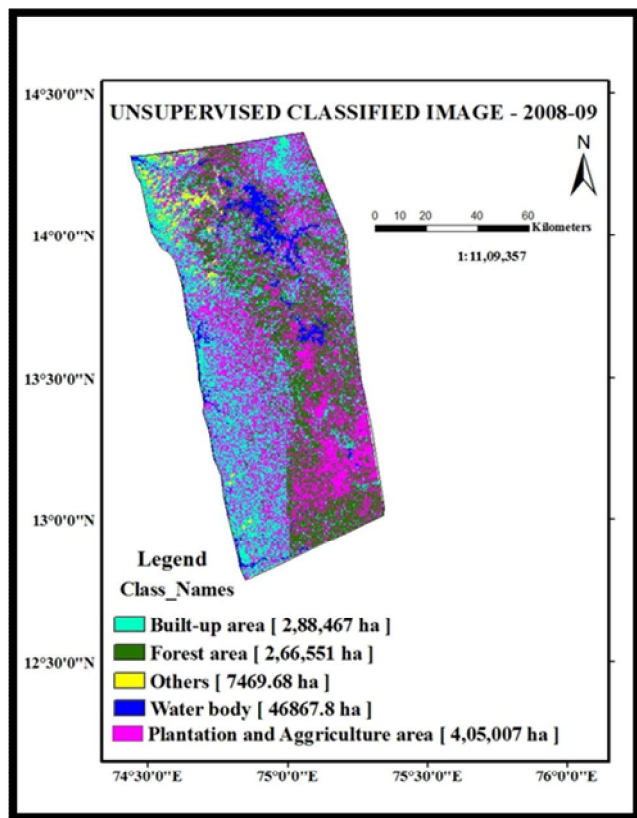 14°30'0"N
UNSUPERVISED CLASSIFIED IMAGE - 2008-09
N
0 10 20 40 60
Kilometers
1:11,09,357
14°0'0"N
13°30'0"N
13°0'0"N
12°30'0"N
Legend
Class_Names
Built-up area [ 2,88,467 ha ]
Forest area [ 2,66,551 ha ]
Others [ 7469.68 ha ]
Water body [ 46867.8 ha ]
Plantation and Aggriculture area [ 4,05,007 ha ]
74°30'0"E 75°0'0"E 75°30'0"E 76°0'0"E